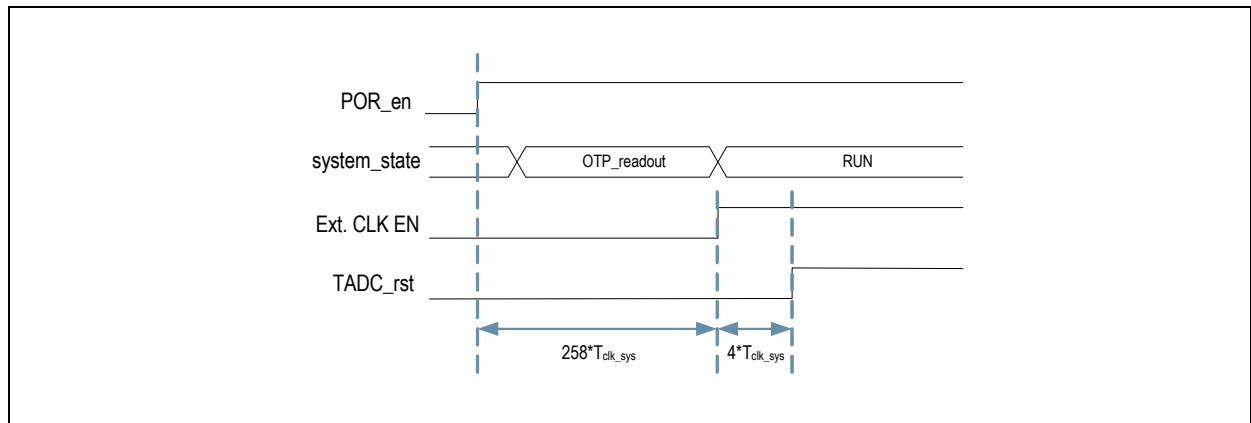 POR_en
system_state
OTP_readout
RUN
Ext. CLK EN
TADC_rst
258*Tclk_sys
4*Tclk_sys